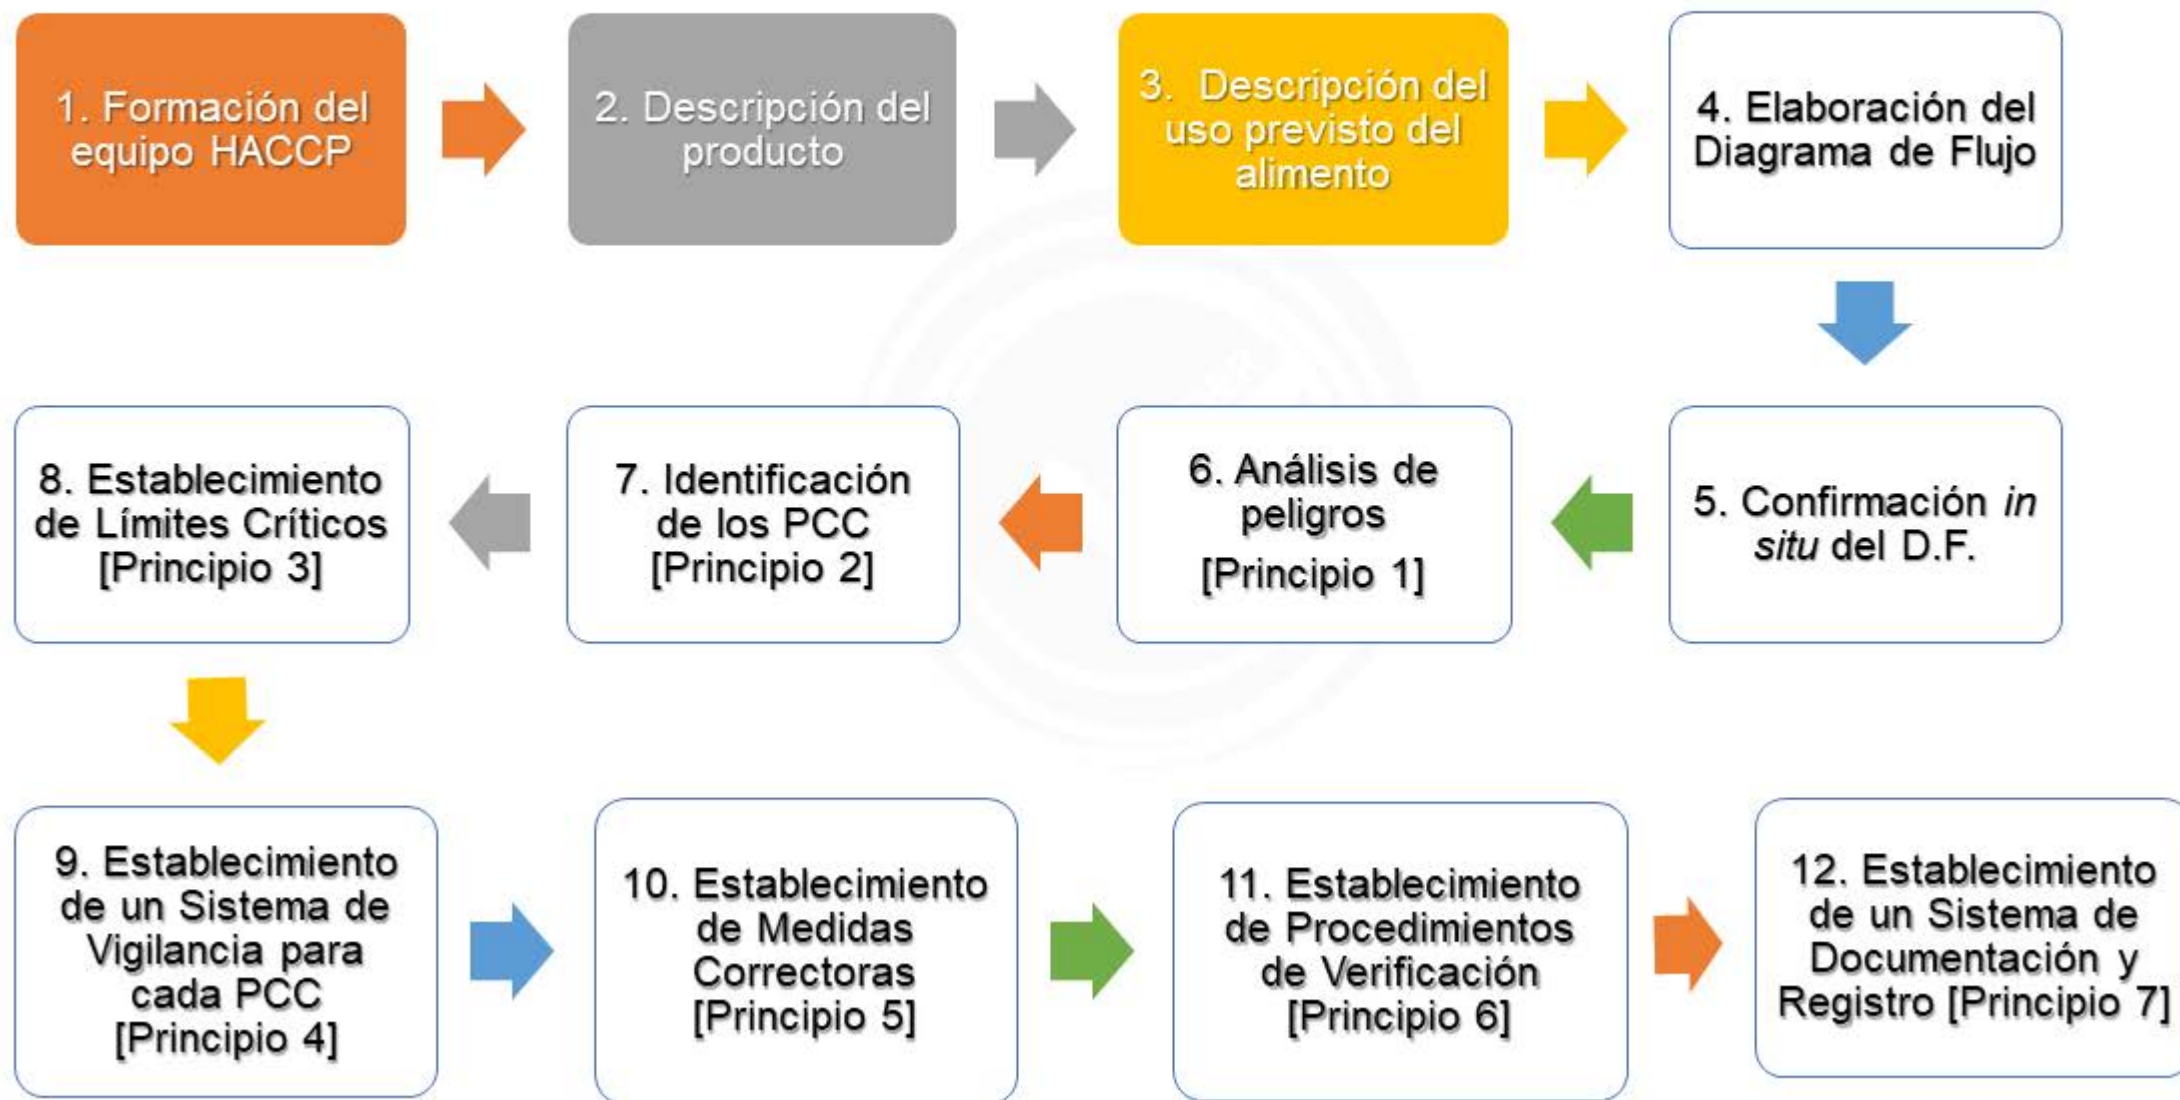 1. Formación del
equipo HACCP
2. Descripción del
producto
3. Descripción del
uso previsto del
alimento
4. Elaboración del
Diagrama de Flujo
5. Confirmación in
situ del D.F.
6. Análisis de
peligros
[Principio 1]
7. Identificación
de los PCC
[Principio 2]
8. Establecimiento
de Límites Críticos
[Principio 3]
9. Establecimiento
de un Sistema de
Vigilancia para
cada PCC
[Principio 4]
10. Establecimiento
de Medidas
Correctoras
[Principio 5]
11. Establecimiento
de Procedimientos
de Verificación
[Principio 6]
12. Establecimiento
de un Sistema de
Documentación y
Registro [Principio 7]